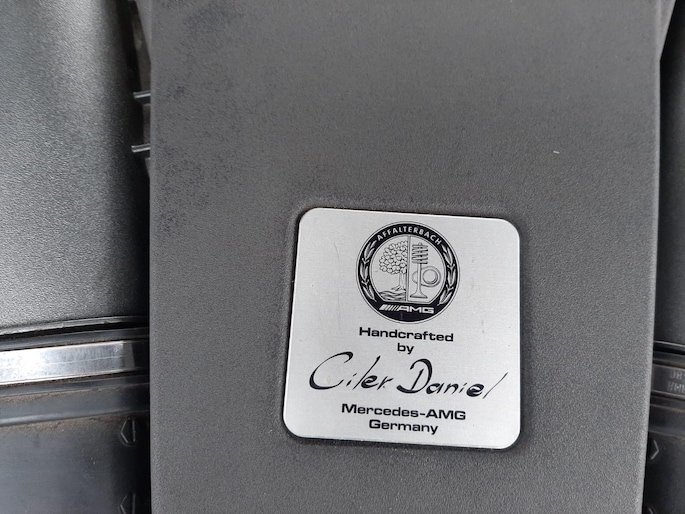 AFFALTERBACH
AMG
Handcrafted
by
Ciler Daniel
Mercedes-AMG
Germany